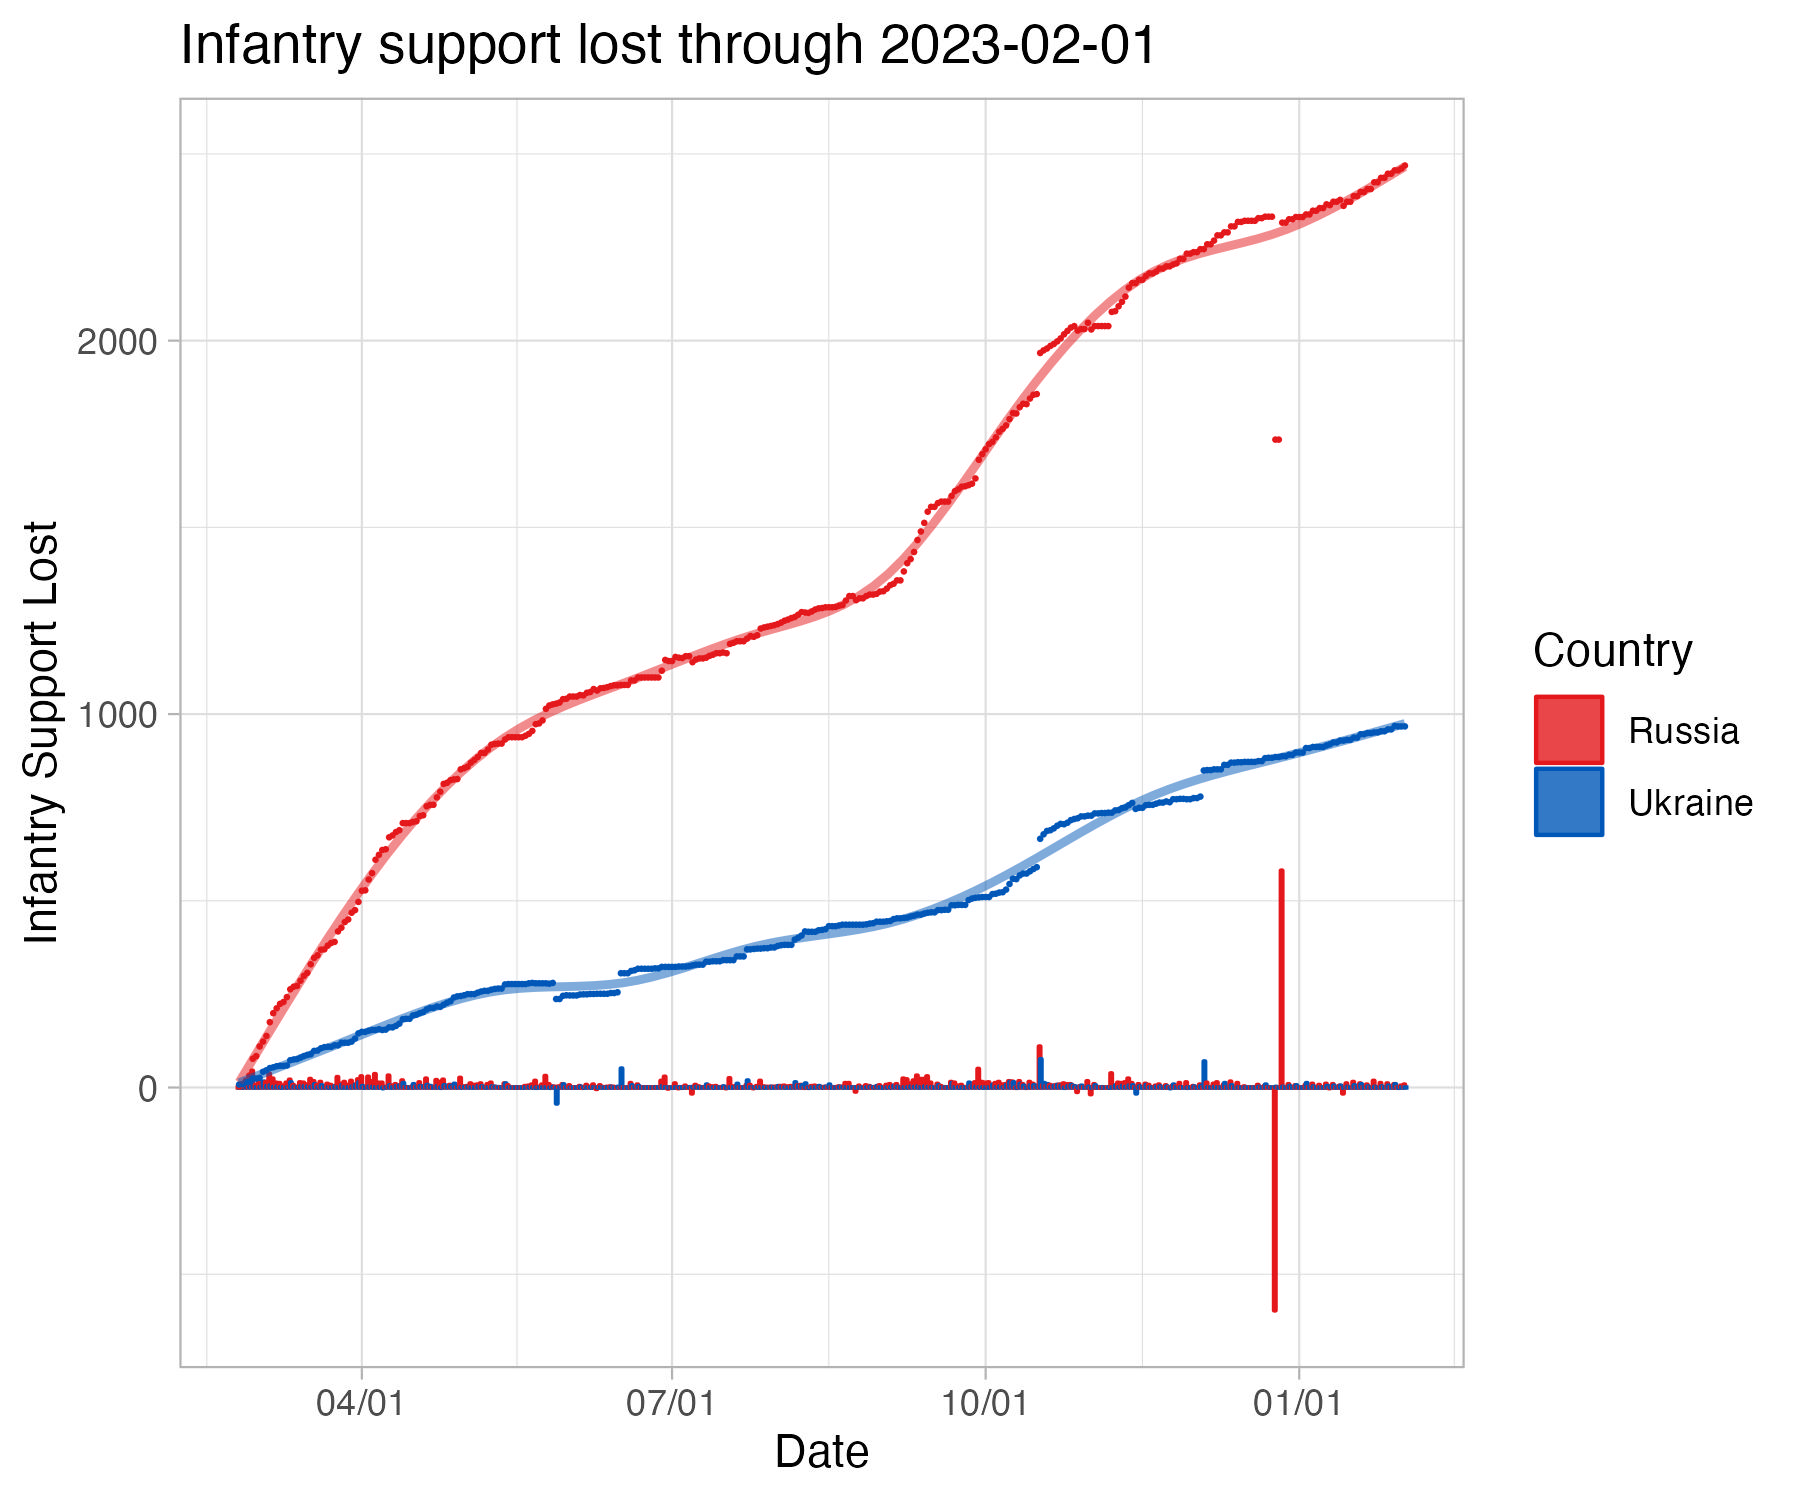 Infantry support lost through 2023-02-01
Infantry Support Lost
2000
1000
0
04/01
07/01
10/01
01/01
Date
Country
Russia
Ukraine